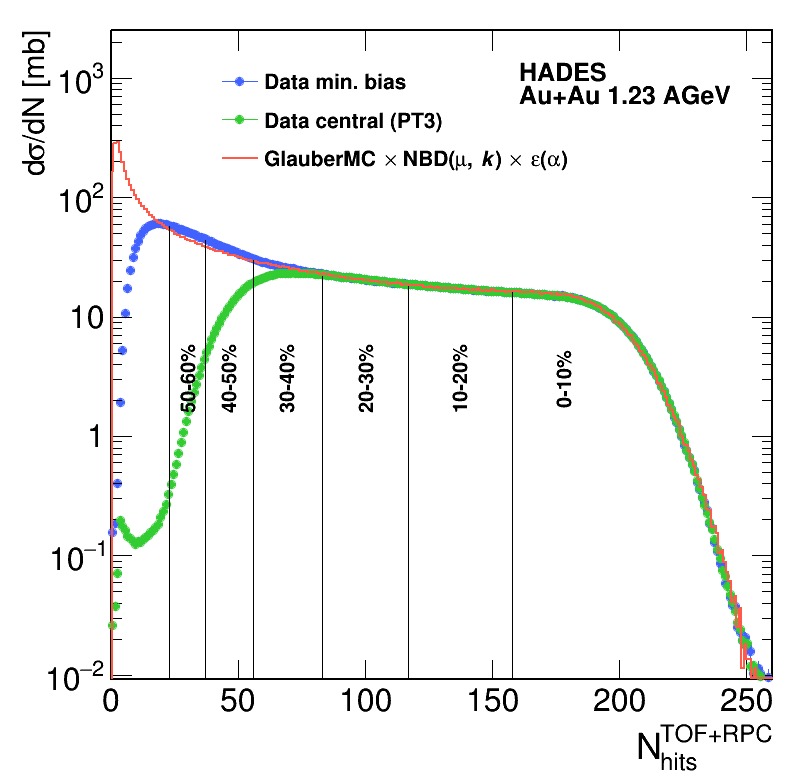 dσ/dN [mb]
10³
10²
10
1
10⁻¹
10⁻²
Data min. bias
Data central (PT3)
GlauberMC × NBD(μ, k) × ε(α)
HADES
Au+Au 1.23 AGeV
50-60%
40-50%
30-40%
20-30%
10-20%
0-10%
0 50 100 150 200 250
N_hits^TOF+RPC